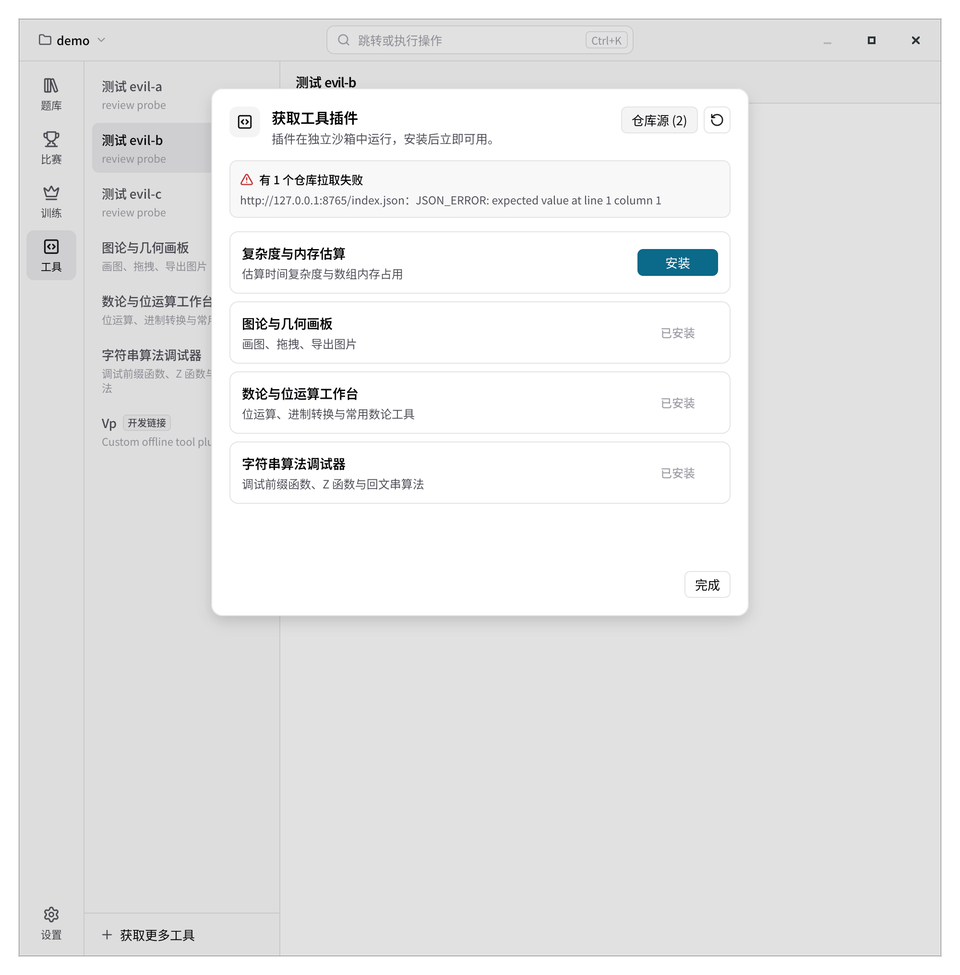 demo
跳转或执行操作 Ctrl+K
题库
比赛
训练
工具
设置
测试 evil-a
review probe
测试 evil-b
review probe
测试 evil-c
review probe
图论与几何画板
画图、拖拽、导出图片
数论与位运算工作台
位运算、进制转换与常用
字符串算法调试器
调试前缀函数、Z 函数与
法
Vp 开发链接
Custom offline tool plu
获取更多工具
测试 evil-b
获取工具插件
插件在独立沙箱中运行，安装后立即可用。
仓库源 (2)
有 1 个仓库拉取失败
http://127.0.0.1:8765/index.json：JSON_ERROR: expected value at line 1 column 1
复杂度与内存估算
估算时间复杂度与数组内存占用
安装
图论与几何画板
画图、拖拽、导出图片
已安装
数论与位运算工作台
位运算、进制转换与常用数论工具
已安装
字符串算法调试器
调试前缀函数、Z 函数与回文串算法
已安装
完成